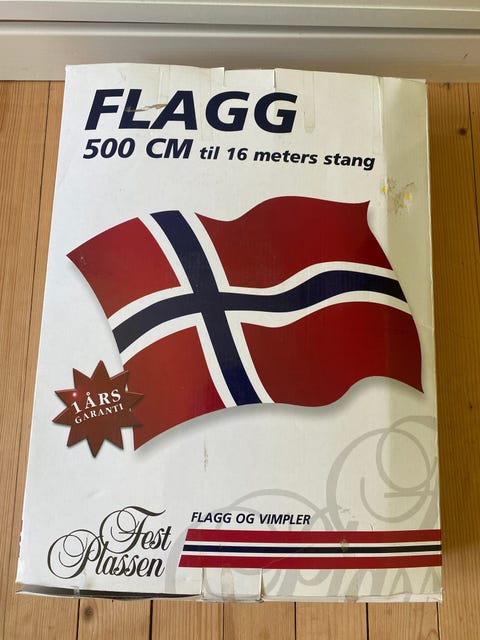 FLAGG
500 CM til 16 meters stang
1 ÅRS
GARANTI
Fest
Plassen
FLAGG OG VIMPLER